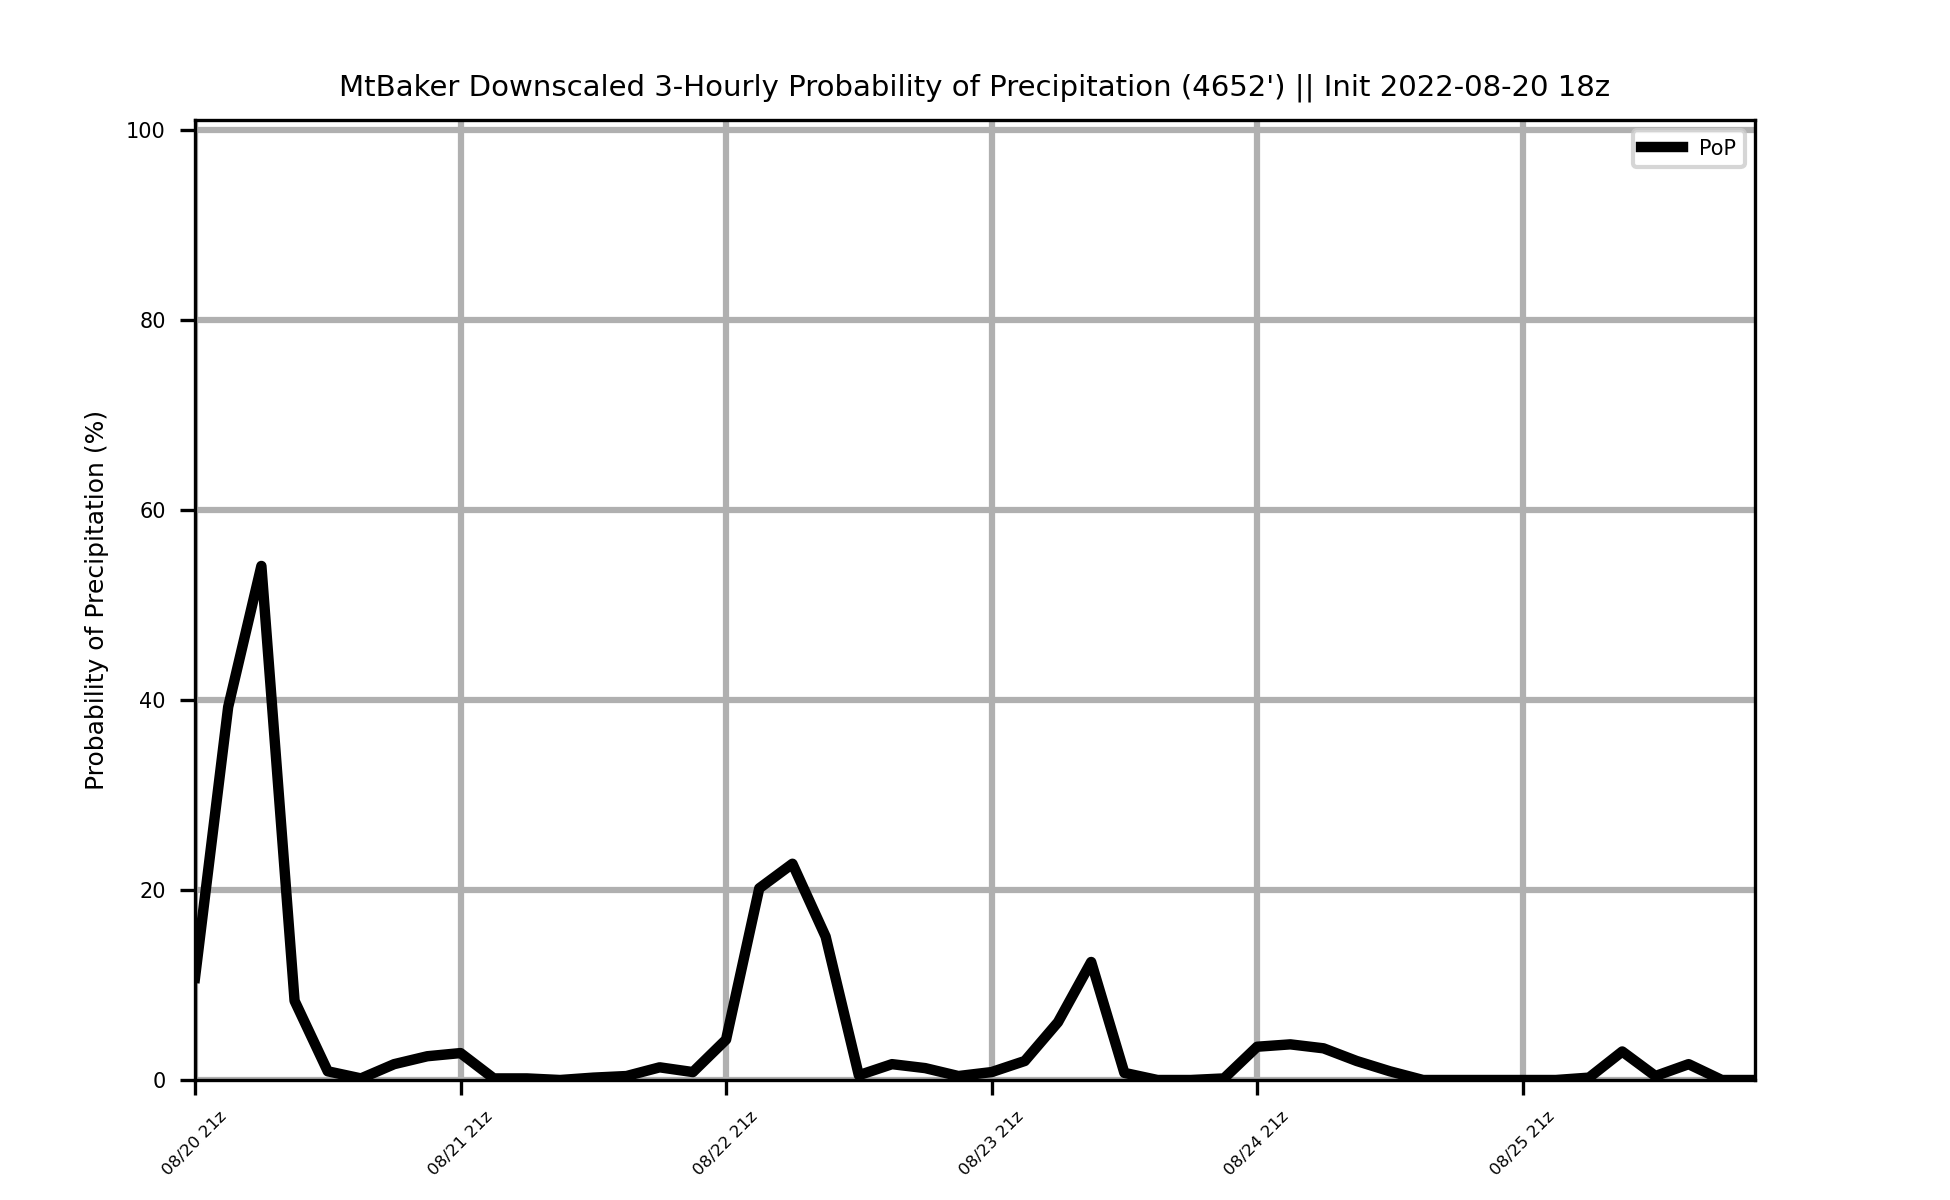 MtBaker Downscaled 3-Hourly Probability of Precipitation (4652') || Init 2022-08-20 18z
PoP
Probability of Precipitation (%)
100
80
60
40
20
0
08/20 21z
08/21 21z
08/22 21z
08/23 21z
08/24 21z
08/25 21z